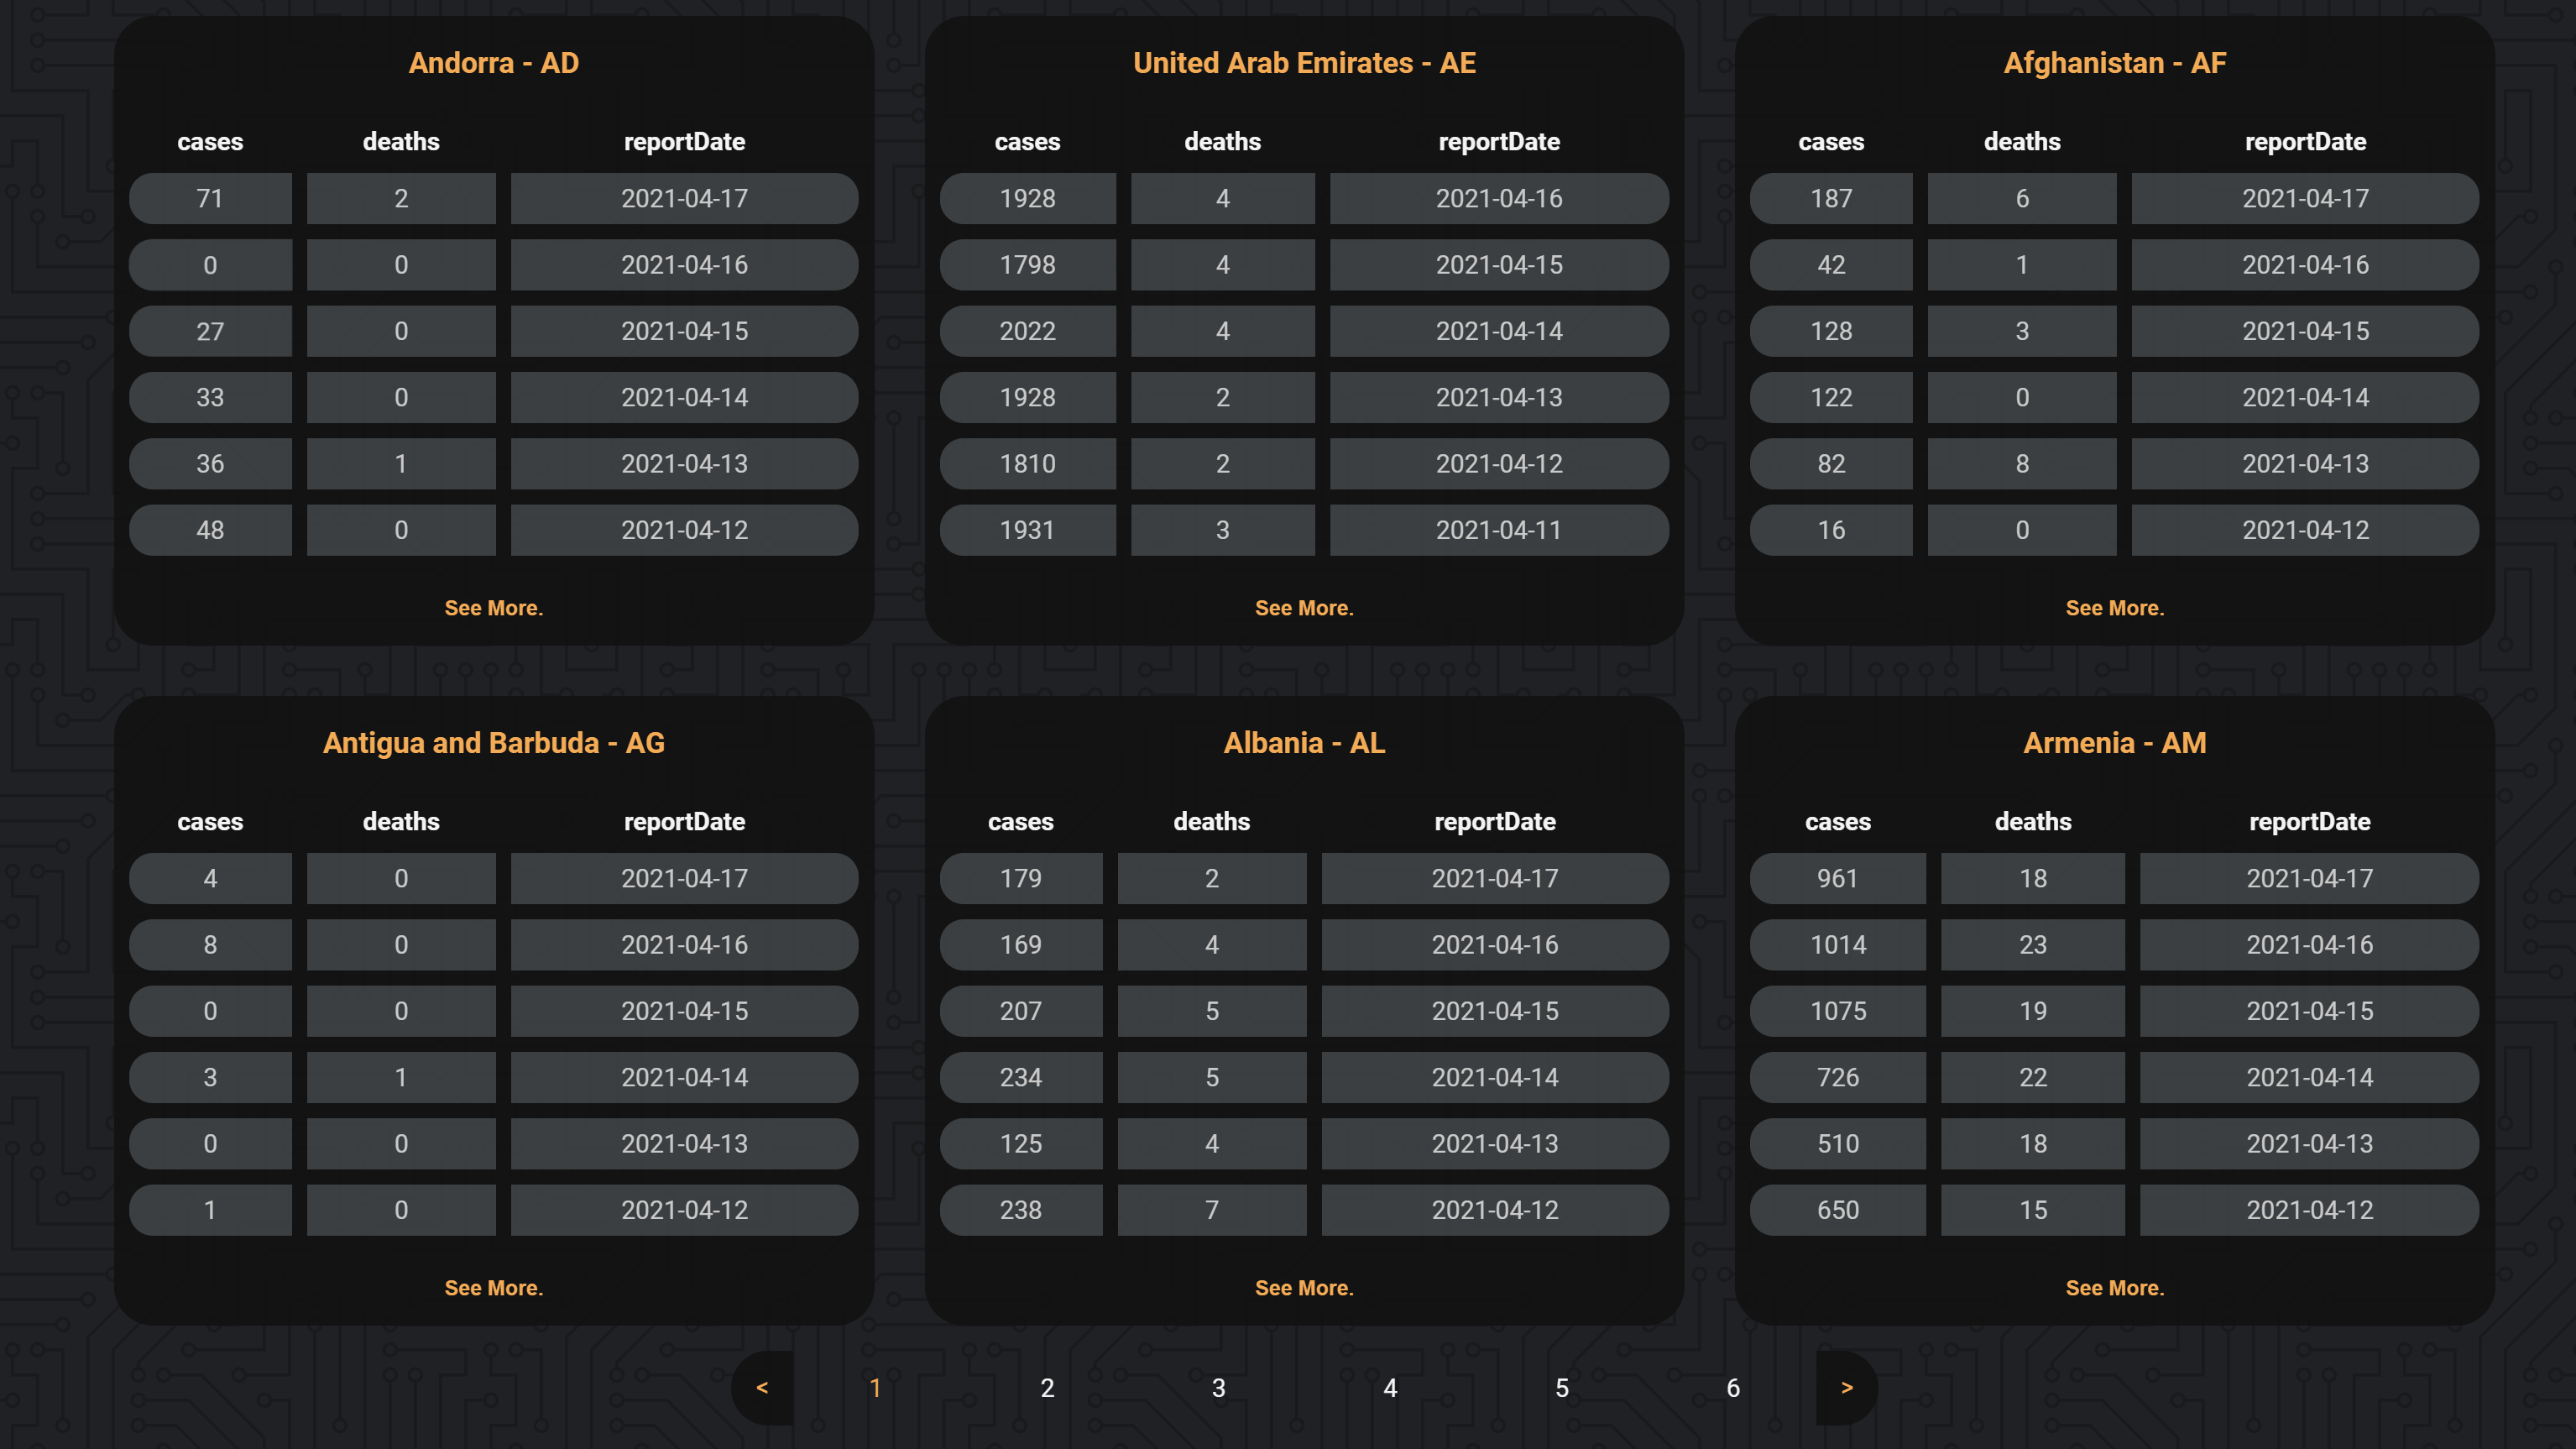 Andorra - AD
cases deaths reportDate
71 2 2021-04-17
0 0 2021-04-16
27 0 2021-04-15
33 0 2021-04-14
36 1 2021-04-13
48 0 2021-04-12
See More.
United Arab Emirates - AE
cases deaths reportDate
1928 4 2021-04-16
1798 4 2021-04-15
2022 4 2021-04-14
1928 2 2021-04-13
1810 2 2021-04-12
1931 3 2021-04-11
See More.
Afghanistan - AF
cases deaths reportDate
187 6 2021-04-17
42 1 2021-04-16
128 3 2021-04-15
122 0 2021-04-14
82 8 2021-04-13
16 0 2021-04-12
See More.
Antigua and Barbuda - AG
cases deaths reportDate
4 0 2021-04-17
8 0 2021-04-16
0 0 2021-04-15
3 1 2021-04-14
0 0 2021-04-13
1 0 2021-04-12
See More.
Albania - AL
cases deaths reportDate
179 2 2021-04-17
169 4 2021-04-16
207 5 2021-04-15
234 5 2021-04-14
125 4 2021-04-13
238 7 2021-04-12
See More.
Armenia - AM
cases deaths reportDate
961 18 2021-04-17
1014 23 2021-04-16
1075 19 2021-04-15
726 22 2021-04-14
510 18 2021-04-13
650 15 2021-04-12
See More.
< 1 2 3 4 5 6 >